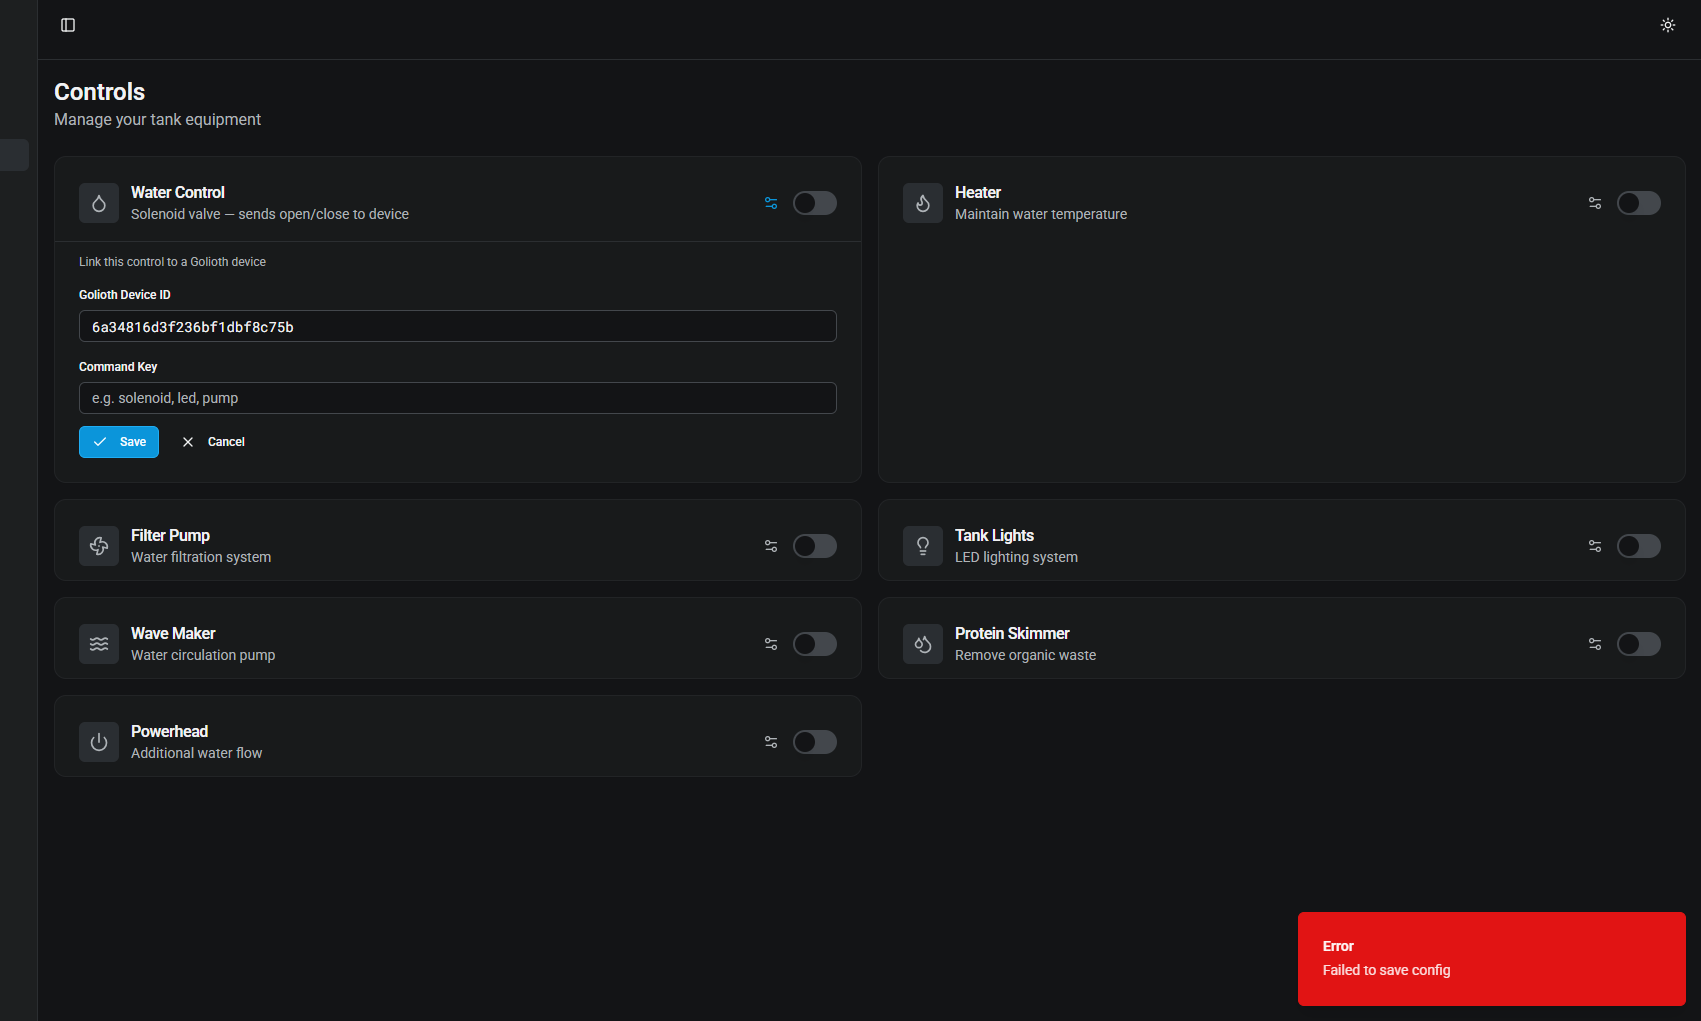 Controls
Manage your tank equipment
Water Control
Solenoid valve — sends open/close to device
Link this control to a Golioth device
Golioth Device ID
6a34816d3f236bf1dbf8c75b
Command Key
e.g. solenoid, led, pump
Save
Cancel
Heater
Maintain water temperature
Filter Pump
Water filtration system
Tank Lights
LED lighting system
Wave Maker
Water circulation pump
Protein Skimmer
Remove organic waste
Powerhead
Additional water flow
Error
Failed to save config